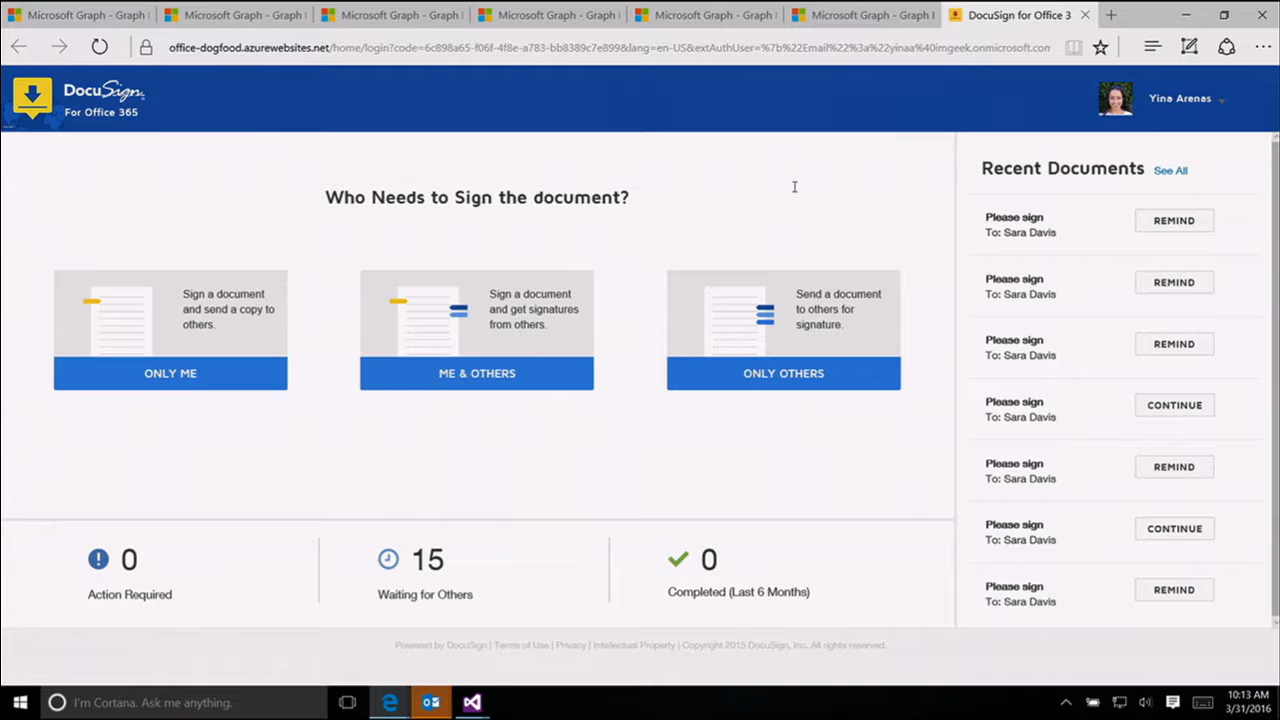 Microsoft Graph - Graph
Microsoft Graph - Graph
Microsoft Graph - Graph
Microsoft Graph - Graph
Microsoft Graph - Graph
Microsoft Graph - Graph
DocuSign for Office 3
office-dogfood.azurewebsites.net/home/login?code=6c898a65-f06f-4f8e-a783-bb8389c7e899&lang=en-US&extAuthUser=%7b%22Email%22%3a%22yinaa%40imgeek.onmicrosoft.com
DocuSign
For Office 365
Yina Arenas
Who Needs to Sign the document?
Sign a document
and send a copy to
others.
ONLY ME
Sign a document
and get signatures
from others.
ME & OTHERS
Send a document
to others for
signature.
ONLY OTHERS
0
Action Required
15
Waiting for Others
0
Completed (Last 6 Months)
Recent Documents See All
Please sign
To: Sara Davis
REMIND
Please sign
To: Sara Davis
REMIND
Please sign
To: Sara Davis
REMIND
Please sign
To: Sara Davis
CONTINUE
Please sign
To: Sara Davis
REMIND
Please sign
To: Sara Davis
CONTINUE
Please sign
To: Sara Davis
REMIND
Powered by DocuSign | Terms of Use | Privacy | Intellectual Property | Copyright 2015 DocuSign, Inc. All rights reserved.
I'm Cortana. Ask me anything.
10:13 AM
3/31/2016